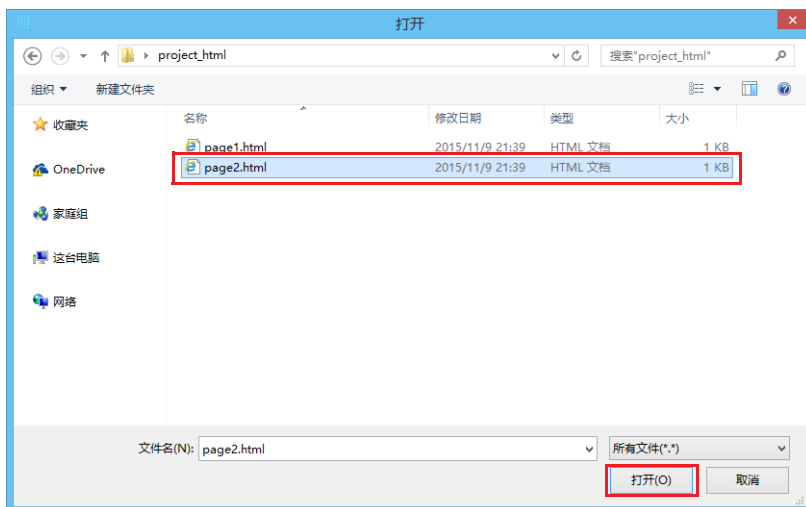 打开
project_html
搜索"project_html"
组织 新建文件夹
名称 修改日期 类型 大小
收藏夹
OneDrive
家庭组
这台电脑
网络
page1.html 2015/11/9 21:39 HTML 文档 1 KB
page2.html 2015/11/9 21:39 HTML 文档 1 KB
文件名(N): page2.html 所有文件(*.*)
打开(O) 取消